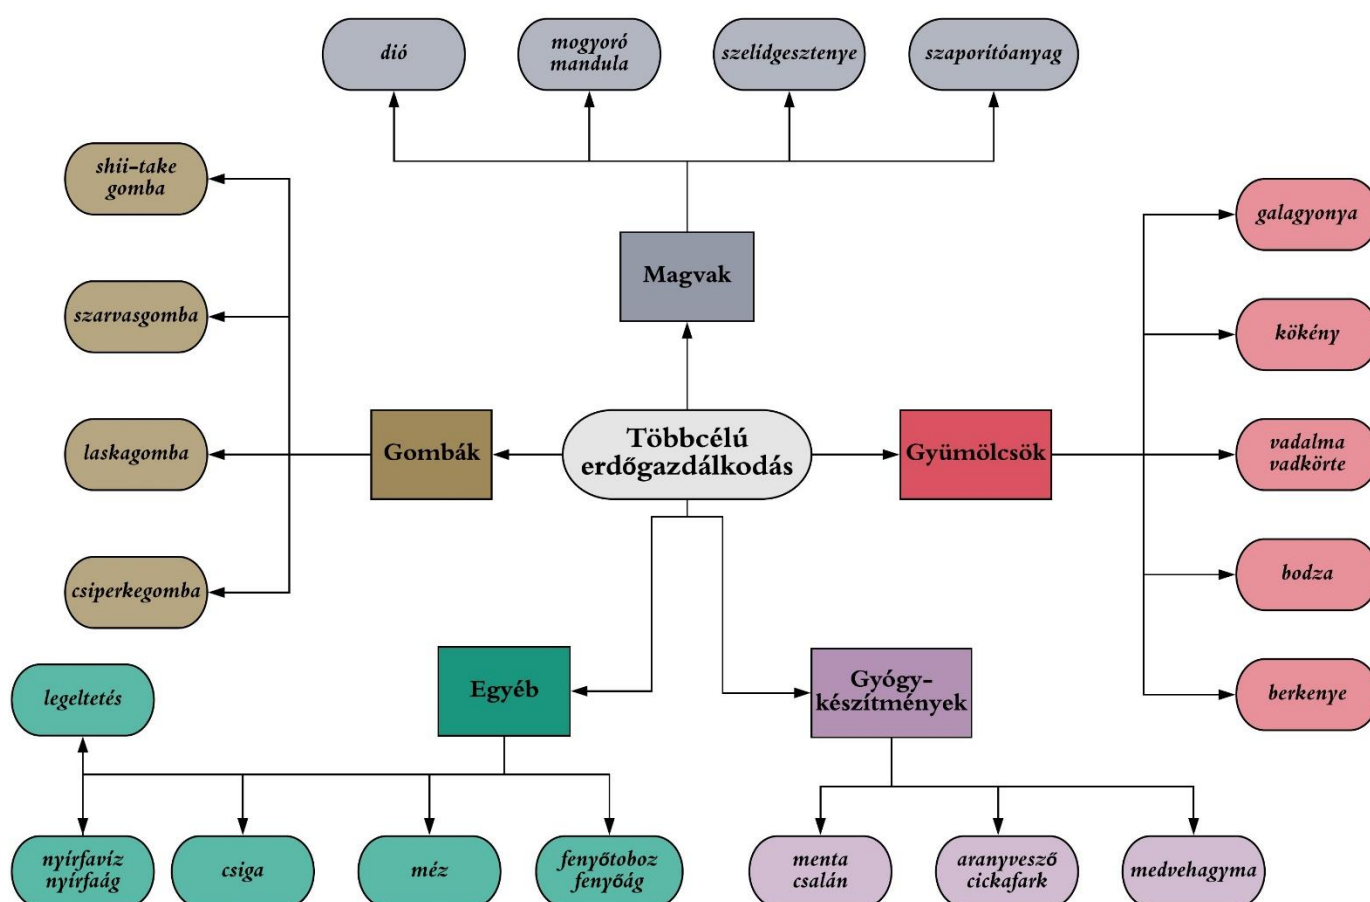 dió
mogyoró
mandula
szelídgesztenye
szaporítóanyag
shii-take
gomba
szarvasgomba
laskagomba
csiperkegomba
Magvak
Gombák
Többcélú
erdőgazdálkodás
Gyümölcsök
galagyonya
kökény
vadalma
vadkörte
bodza
berkenye
Egyéb
Gyógy-
készítmények
legeltetés
nyírfavíz
nyírfaág
csiga
méz
fenyőtoboz
fenyőág
menta
csalán
aranyvesző
cickafark
medvehagyma